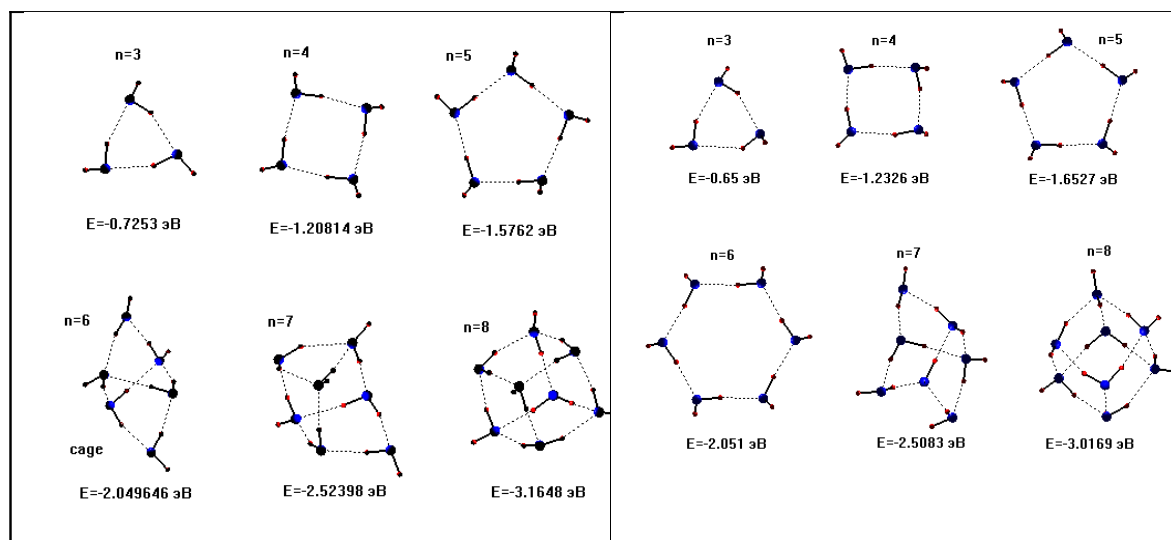 n=3
n=4
n=5
E=-0.7253 эВ
E=-1.20814 эВ
E=-1.5762 эВ
n=6
n=7
n=8
cage
E=-2.049646 эВ
E=-2.52398 эВ
E=-3.1648 эВ
n=3
n=4
n=5
E=-0.65 эВ
E=-1.2326 эВ
E=-1.6527 эВ
n=6
n=7
n=8
E=-2.051 эВ
E=-2.5083 эВ
E=-3.0169 эВ